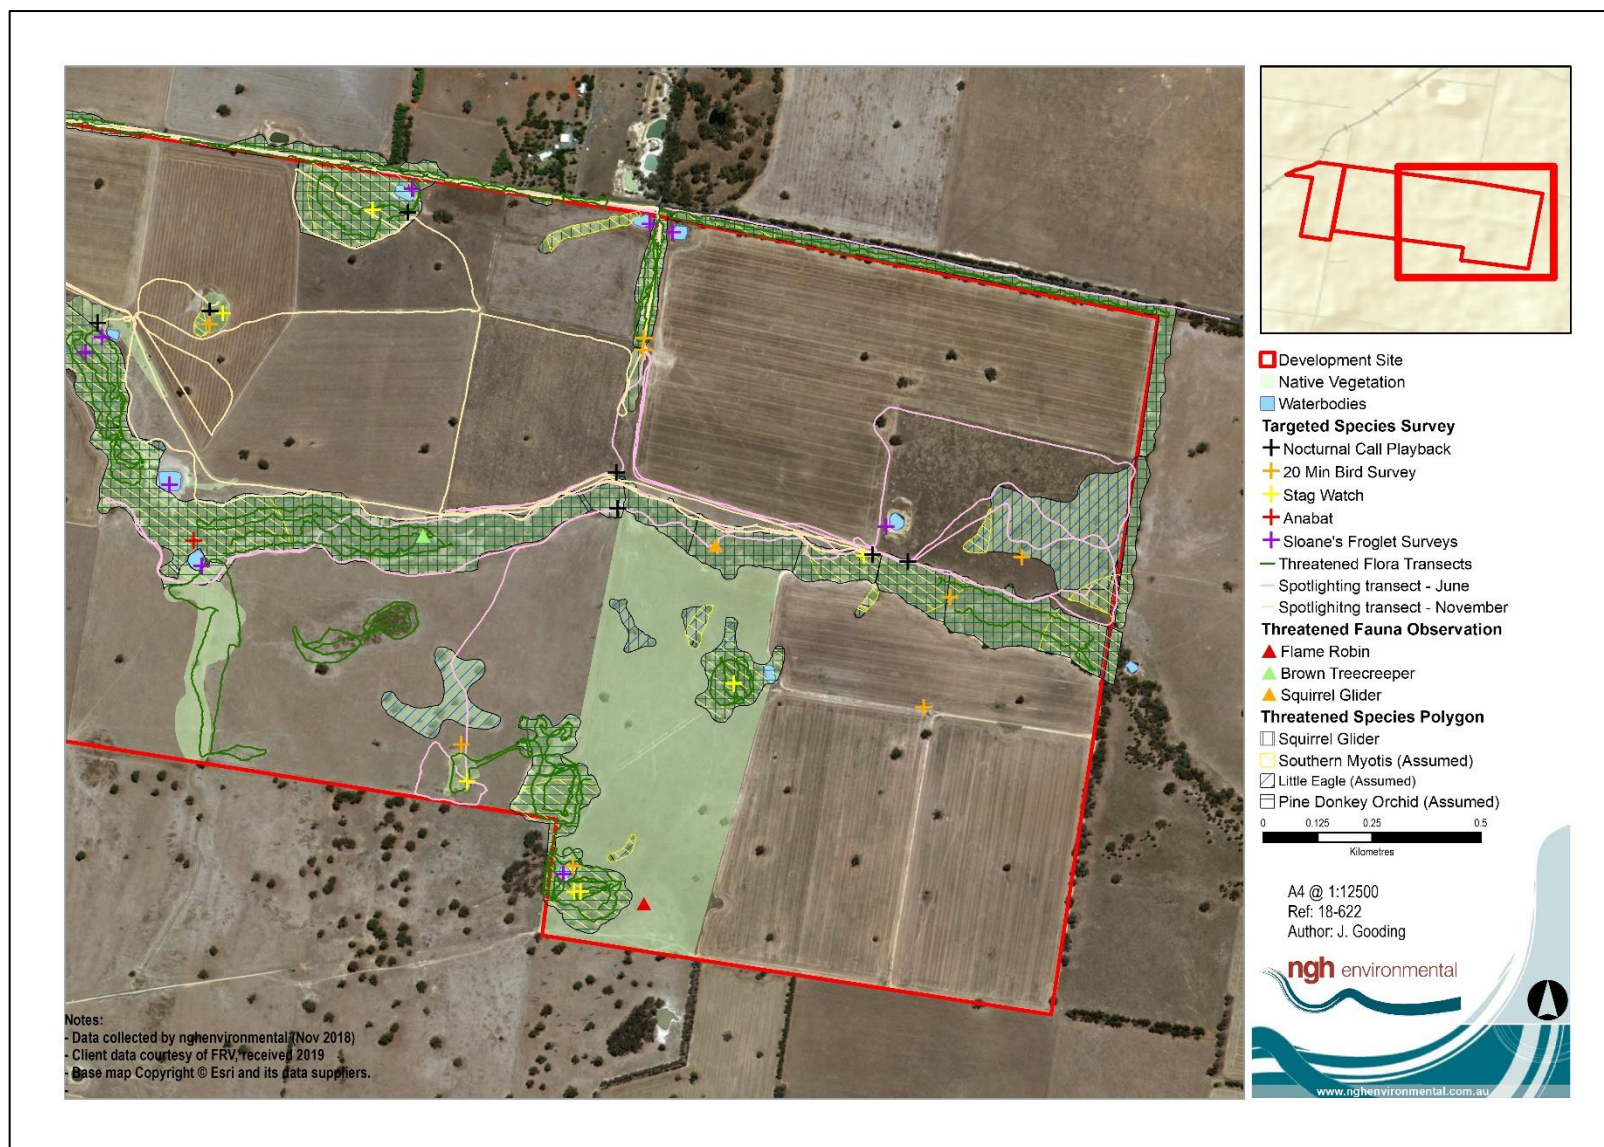 Development Site
Native Vegetation
Waterbodies
Targeted Species Survey
Nocturnal Call Playback
20 Min Bird Survey
Stag Watch
Anabat
Sloane's Froglet Surveys
Threatened Flora Transects
Spotlighting transect - June
Spotlighitng transect - November
Threatened Fauna Observation
Flame Robin
Brown Treecreeper
Squirrel Glider
Threatened Species Polygon
Squirrel Glider
Southern Myotis (Assumed)
Little Eagle (Assumed)
Pine Donkey Orchid (Assumed)
0 0.125 0.25 0.5
Kilometres
A4 @ 1:12500
Ref: 18-622
Author: J. Gooding
ngh environmental
www.nghenvironmental.com.au
Notes:
- Data collected by nghenvironmental (Nov 2018)
- Client data courtesy of FRV, received 2019
- Base map Copyright © Esri and its data suppliers.
-